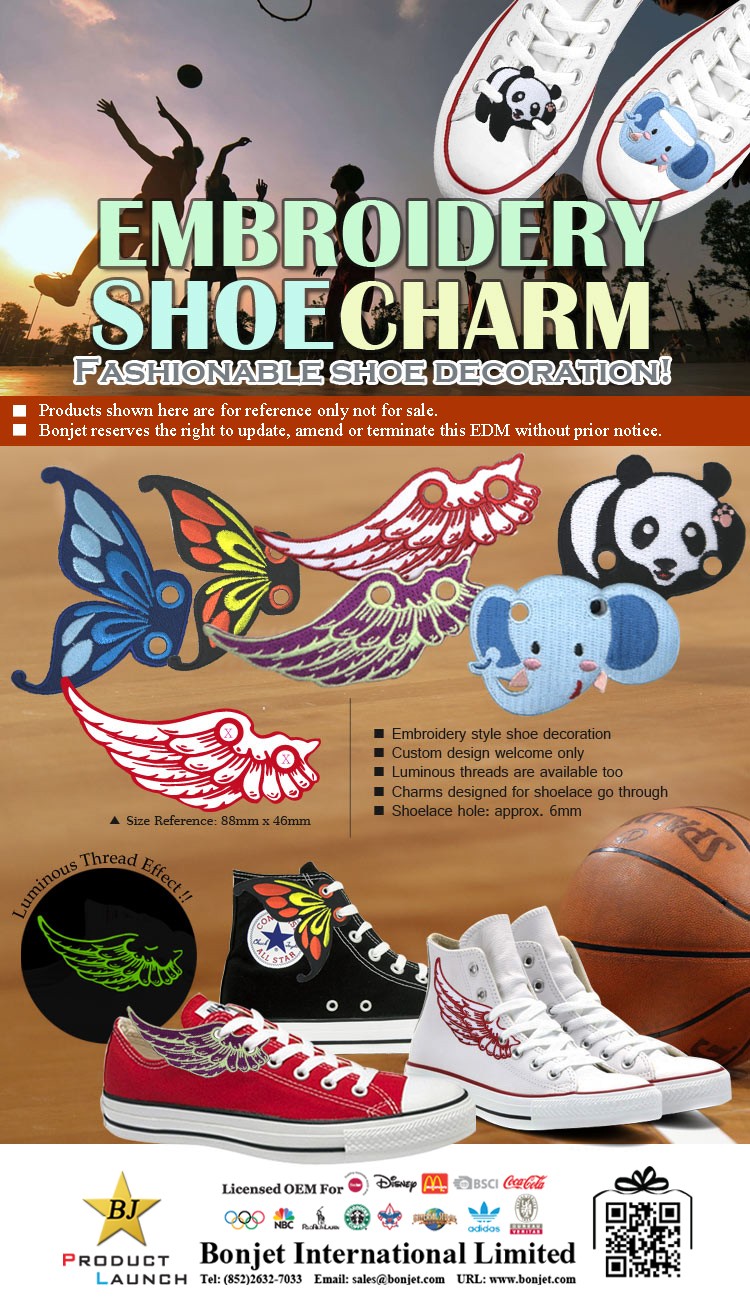 EMBROIDERY
SHOE CHARM
FASHIONABLE SHOE DECORATION!
Products shown here are for reference only not for sale.
Bonjet reserves the right to update, amend or terminate this EDM without prior notice.
X
X
▲ Size Reference: 88mm x 46mm
■ Embroidery style shoe decoration
■ Custom design welcome only
■ Luminous threads are available too
■ Charms designed for shoelace go through
■ Shoelace hole: approx. 6mm
Luminous Thread Effect !!
ALL STAR
SPALDING
BJ
PRODUCT
LAUNCH
Licensed OEM For
Disney
BSCI
Coca-Cola
NBC
adidas
Bonjet International Limited
Tel: (852)2632-7033 Email: sales@bonjet.com URL: www.bonjet.com